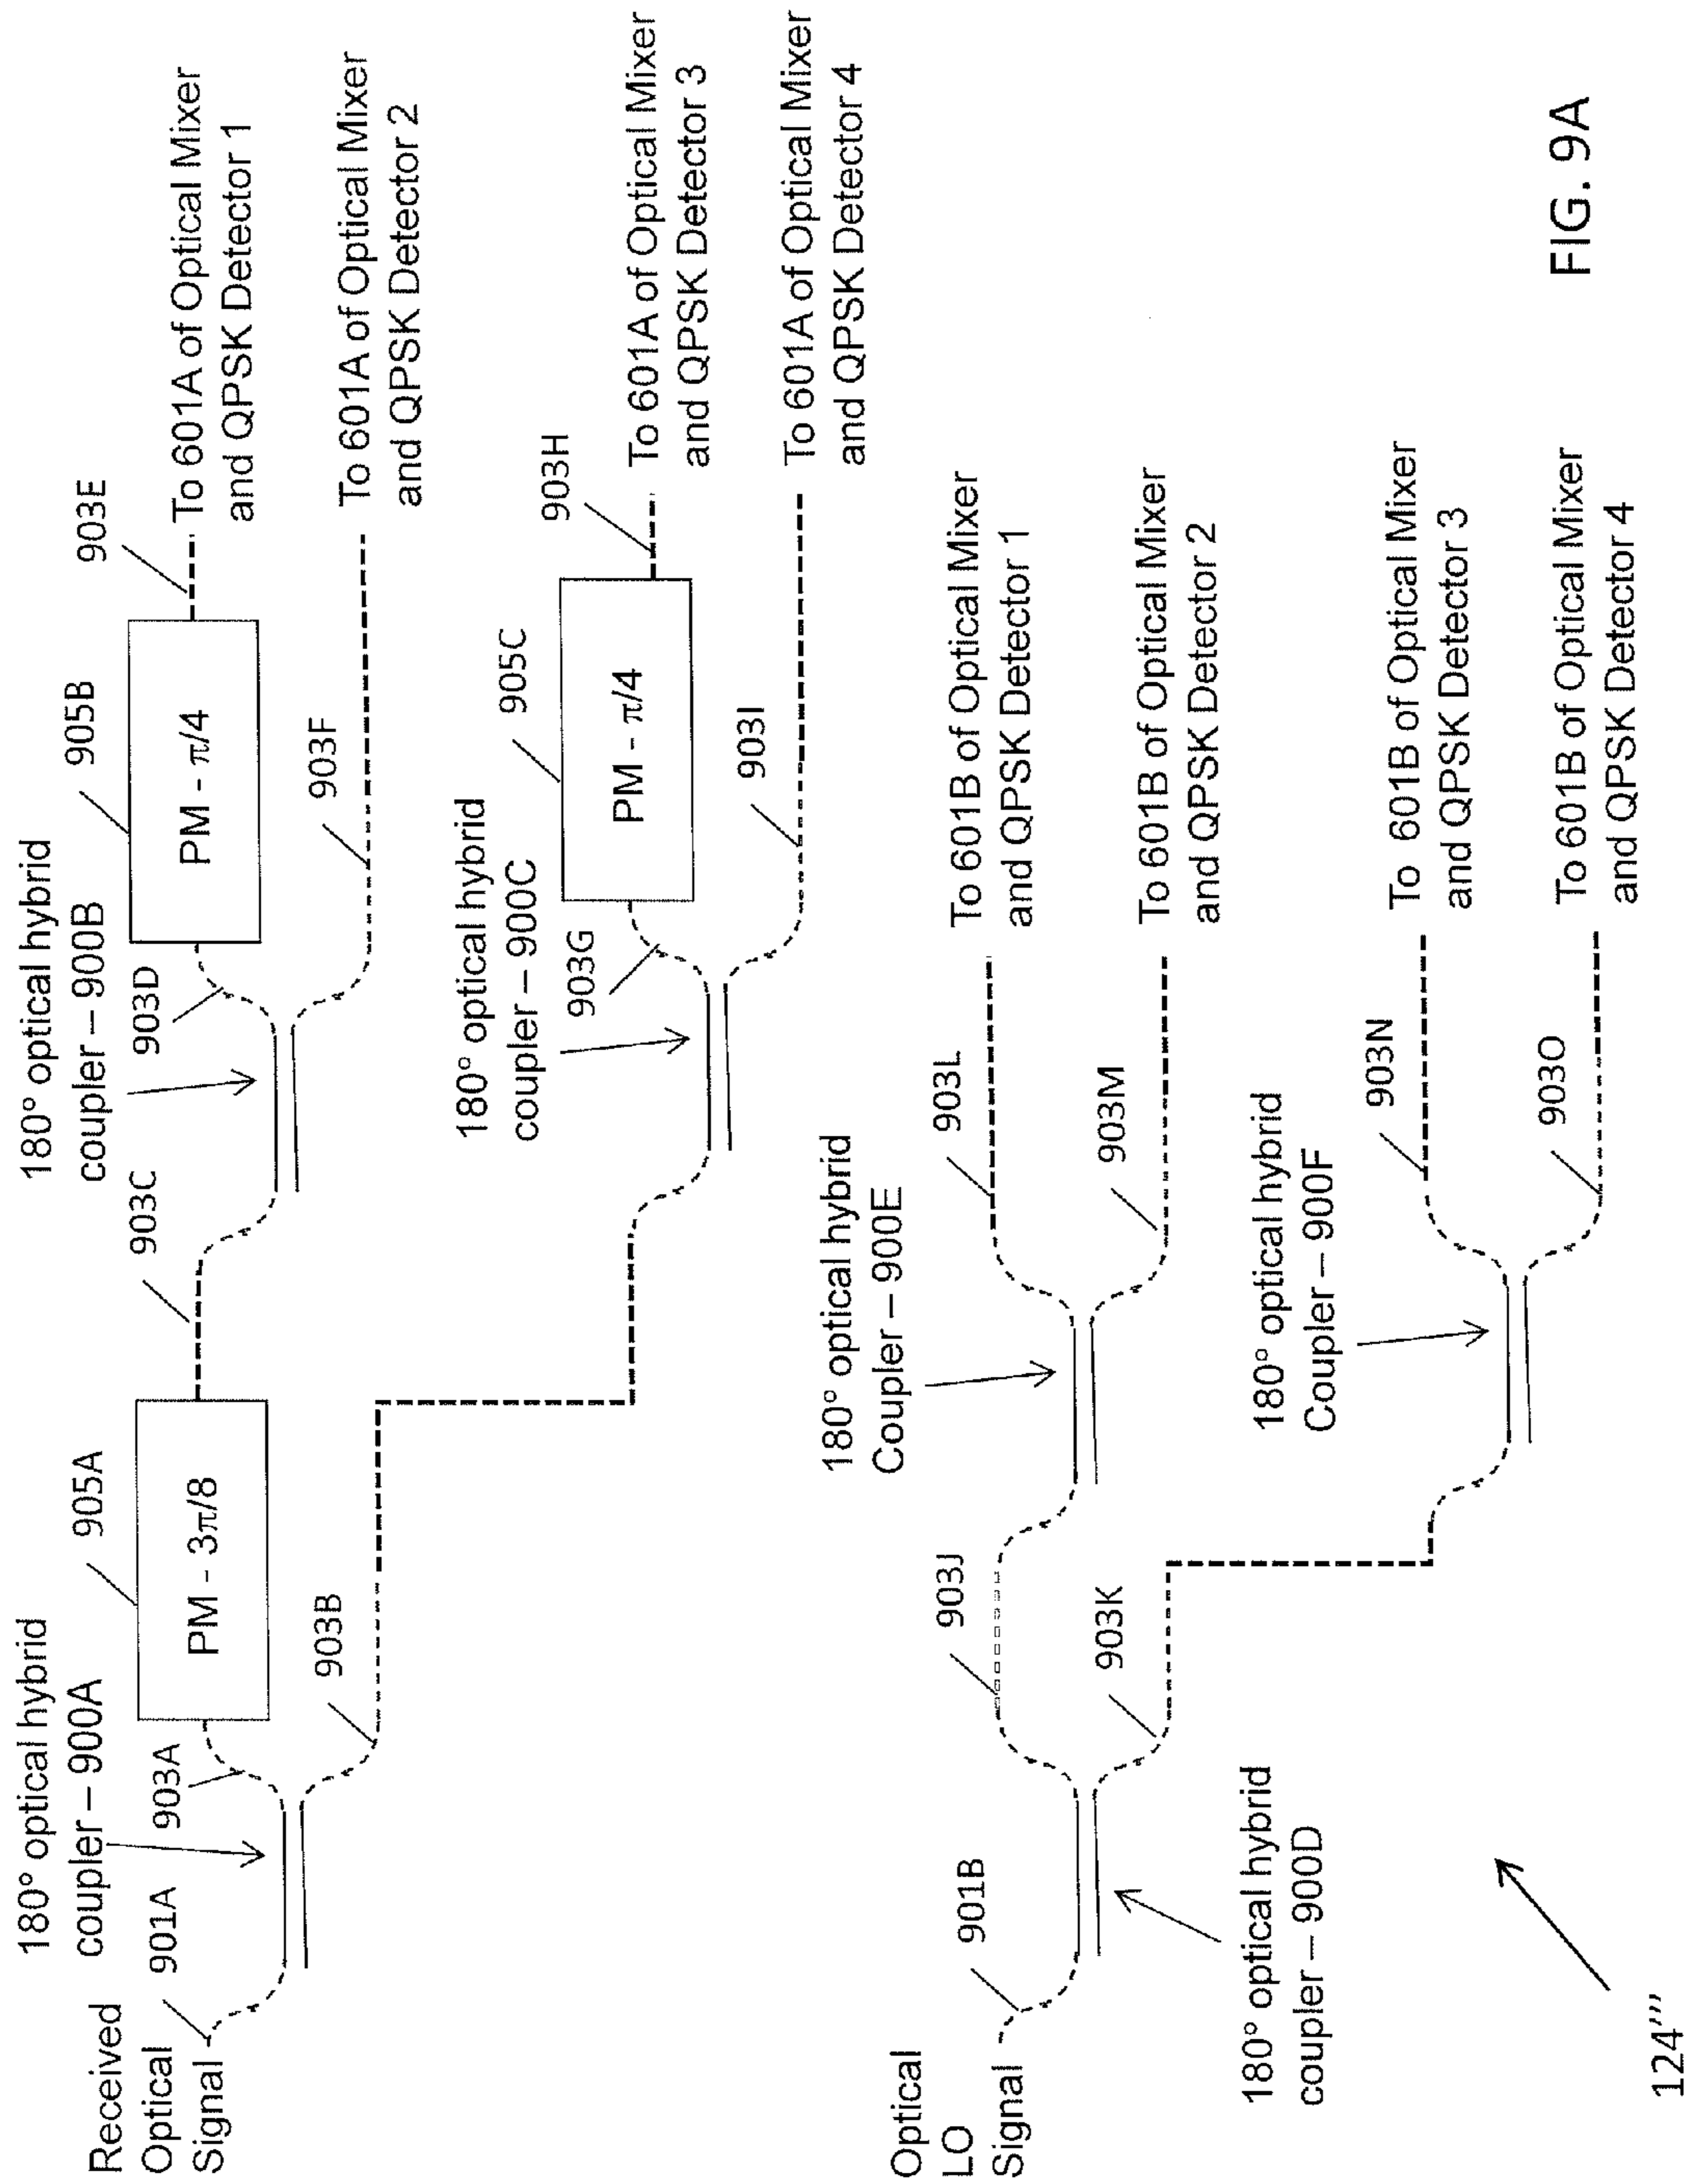 Received
Optical
Signal
901A
180° optical hybrid
coupler – 900A
903A
905A
PM - 3π/8
903B
903C
180° optical hybrid
coupler – 900B
903D
905B
PM - π/4
903E
To 601A of Optical Mixer
and QPSK Detector 1
903F
To 601A of Optical Mixer
and QPSK Detector 2
180° optical hybrid
coupler – 900C
903G
905C
PM - π/4
903H
To 601A of Optical Mixer
and QPSK Detector 3
903I
To 601A of Optical Mixer
and QPSK Detector 4
Optical
LO
Signal
901B
180° optical hybrid
coupler – 900D
903J
903K
180° optical hybrid
Coupler – 900E
903L
To 601B of Optical Mixer
and QPSK Detector 1
903M
To 601B of Optical Mixer
and QPSK Detector 2
180° optical hybrid
Coupler – 900F
903N
To 601B of Optical Mixer
and QPSK Detector 3
903O
To 601B of Optical Mixer
and QPSK Detector 4
124'''
FIG. 9A